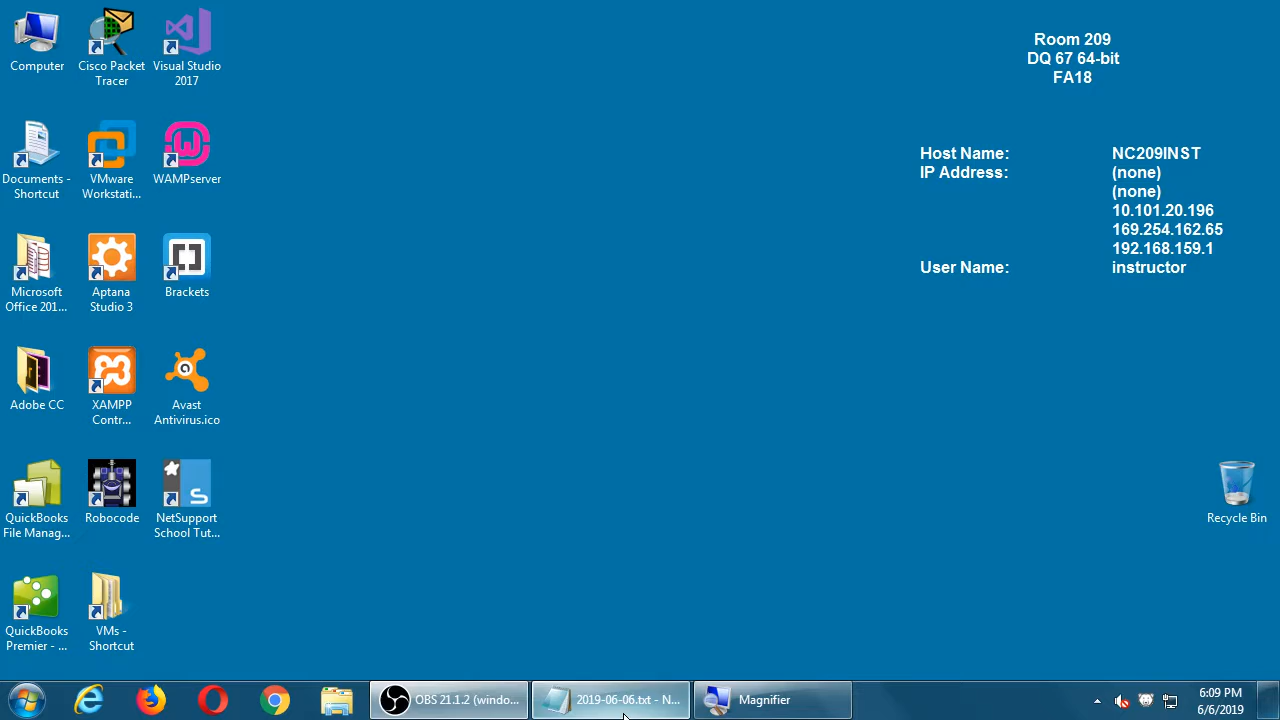 Room 209
DQ 67 64-bit
FA18
Host Name: NC209INST
IP Address: (none)
(none)
10.101.20.196
169.254.162.65
192.168.159.1
User Name: instructor
Computer
Cisco Packet
Tracer
Visual Studio
2017
Documents -
Shortcut
VMware
Workstati...
WAMPserver
Microsoft
Office 201...
Aptana
Studio 3
Brackets
Adobe CC
XAMPP
Contr...
Avast
Antivirus.ico
QuickBooks
File Manag...
Robocode
NetSupport
School Tut...
QuickBooks
Premier - ...
VMs -
Shortcut
Recycle Bin
OBS 21.1.2 (windo...
2019-06-06.txt - N...
Magnifier
6:09 PM
6/6/2019